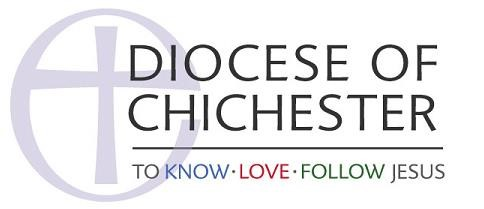 DIOCESE OF
CHICHESTER
TO KNOW·LOVE·FOLLOW JESUS